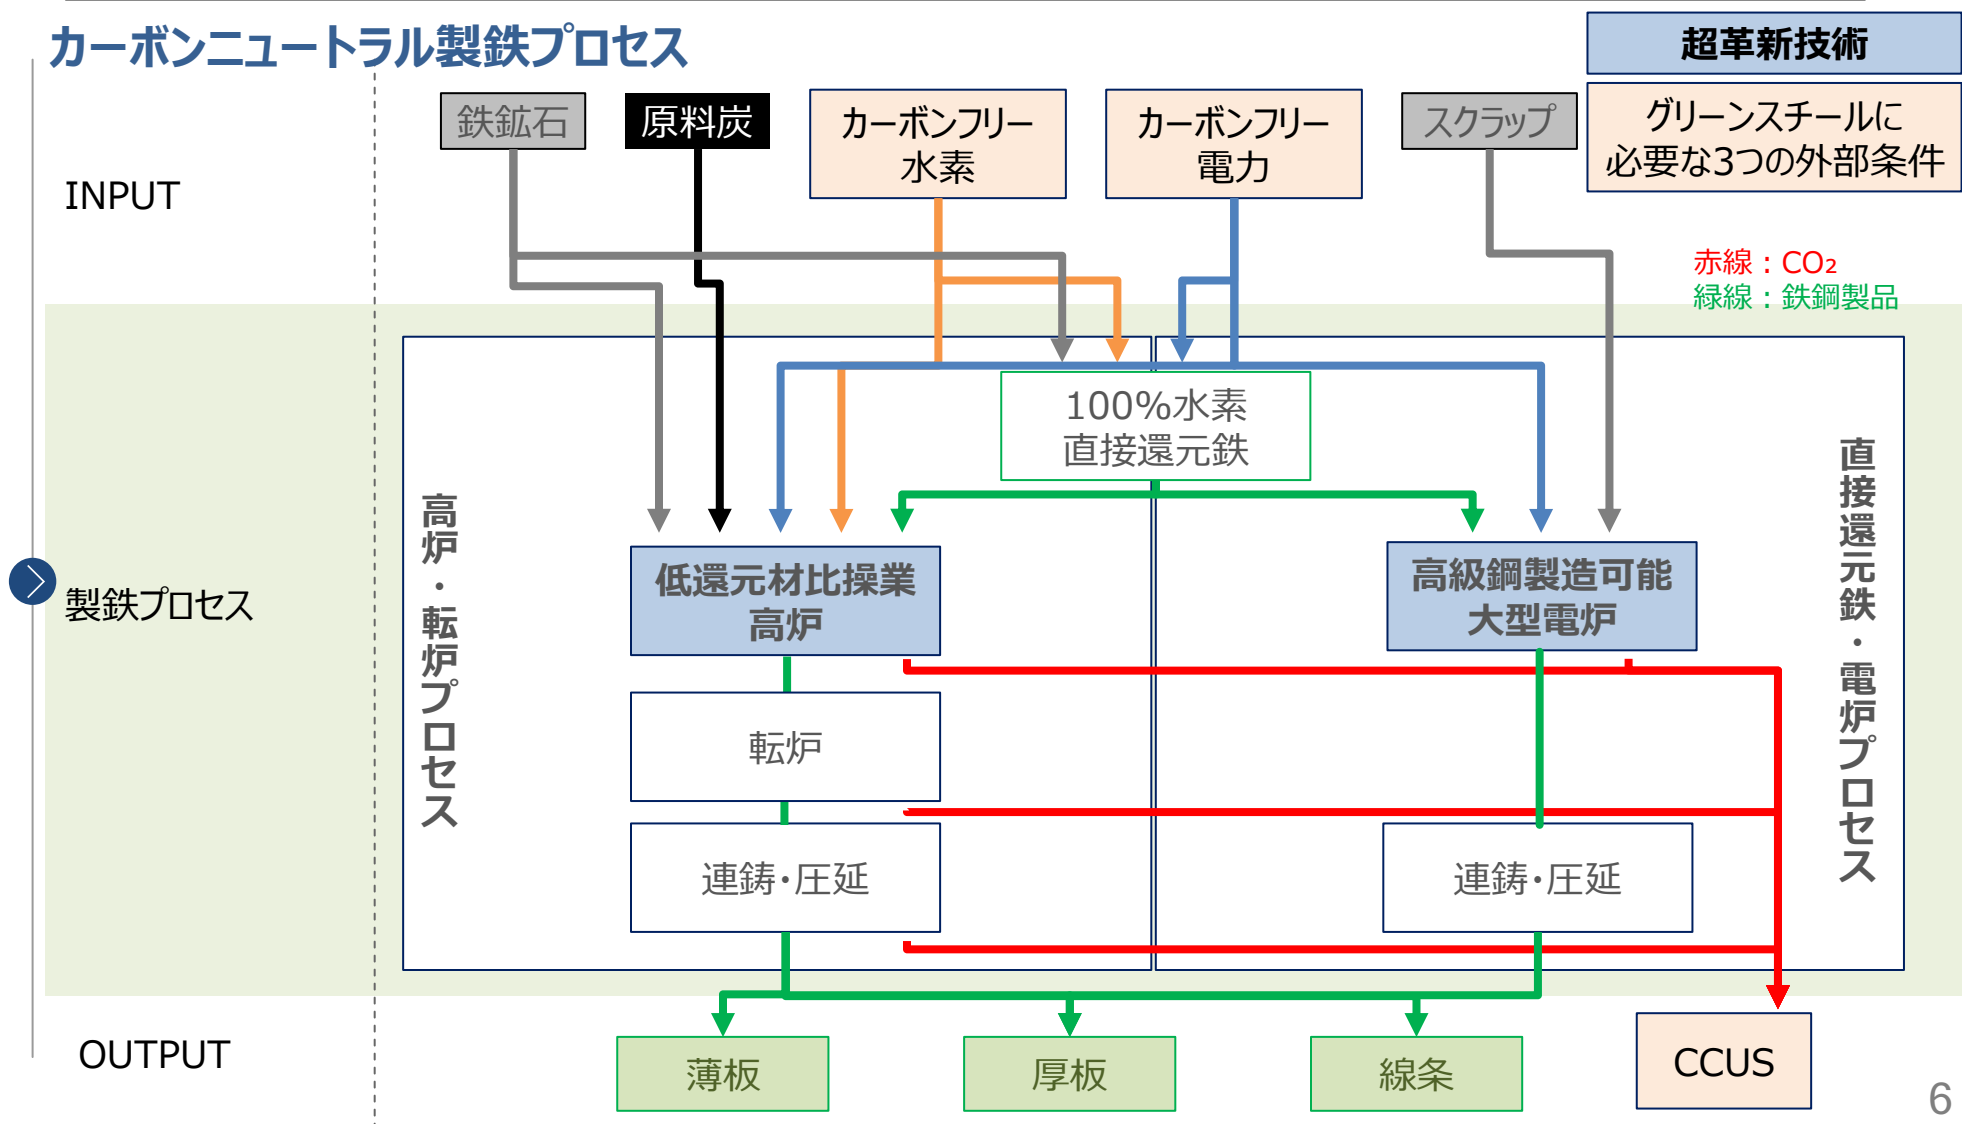 カーボンニュートラル製鉄プロセス
超革新技術
グリーンスチールに
必要な3つの外部条件
鉄鉱石
原料炭
カーボンフリー
水素
カーボンフリー
電力
スクラップ
INPUT
赤線：CO₂
緑線：鉄鋼製品
100%水素
直接還元鉄
高炉・転炉プロセス
直接還元鉄・電炉プロセス
製鉄プロセス
低還元材比操業
高炉
高級鋼製造可能
大型電炉
転炉
連鋳・圧延
連鋳・圧延
OUTPUT
薄板
厚板
線条
CCUS
6